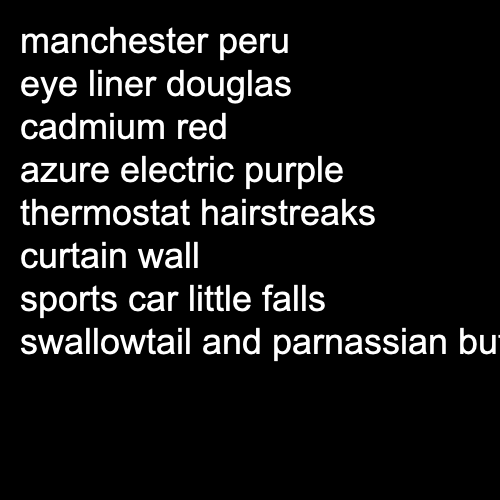 manchester peru
eye liner douglas
cadmium red
azure electric purple
thermostat hairstreaks
curtain wall
sports car little falls
swallowtail and parnassian